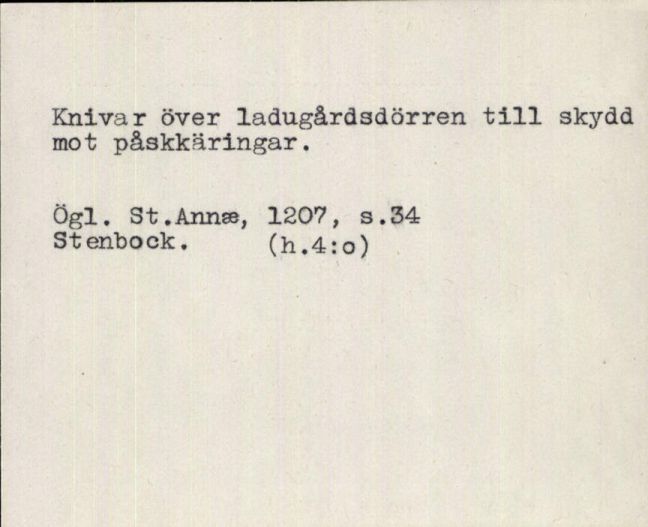 Knivar över ladugårdsdörren till skydd
mot påskkäringar.
Ögl. St.Annæ, 1207, s.34
Stenbock. (h.4:o)